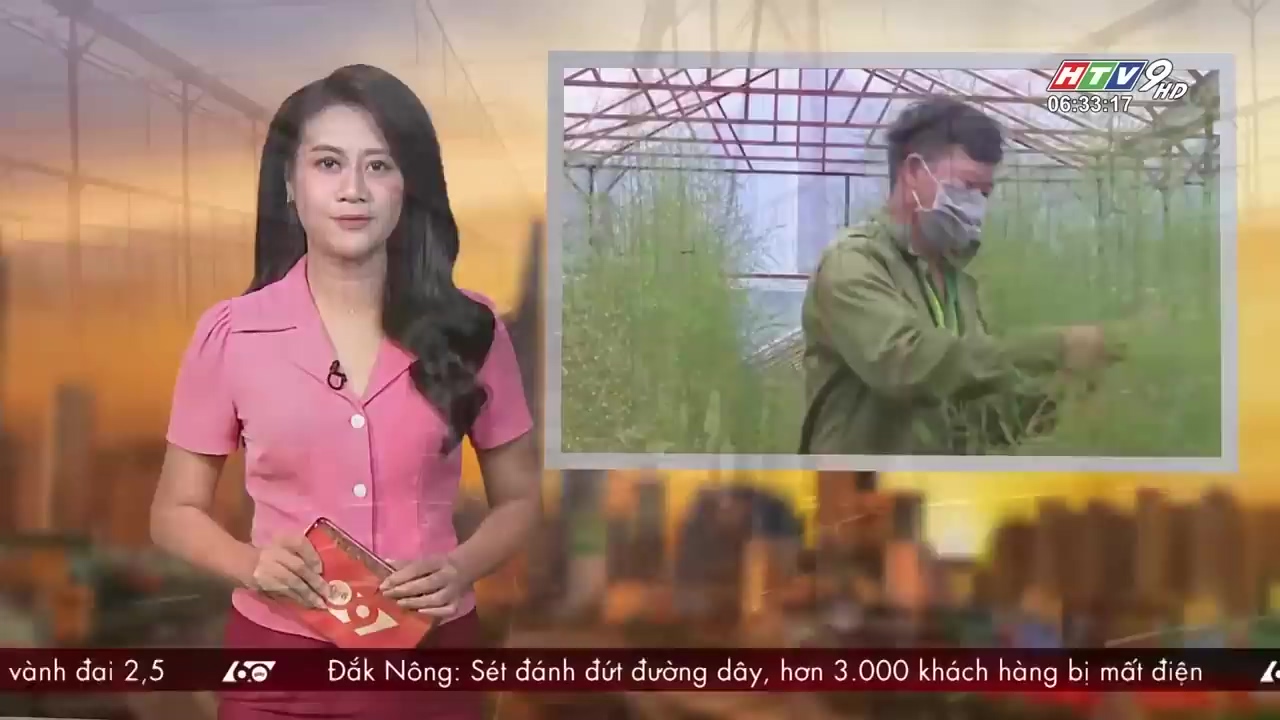 HTV9 HD
06:33:17
vành đai 2,5 60 Đắk Nông: Sét đánh đứt đường dây, hơn 3.000 khách hàng bị mất điện